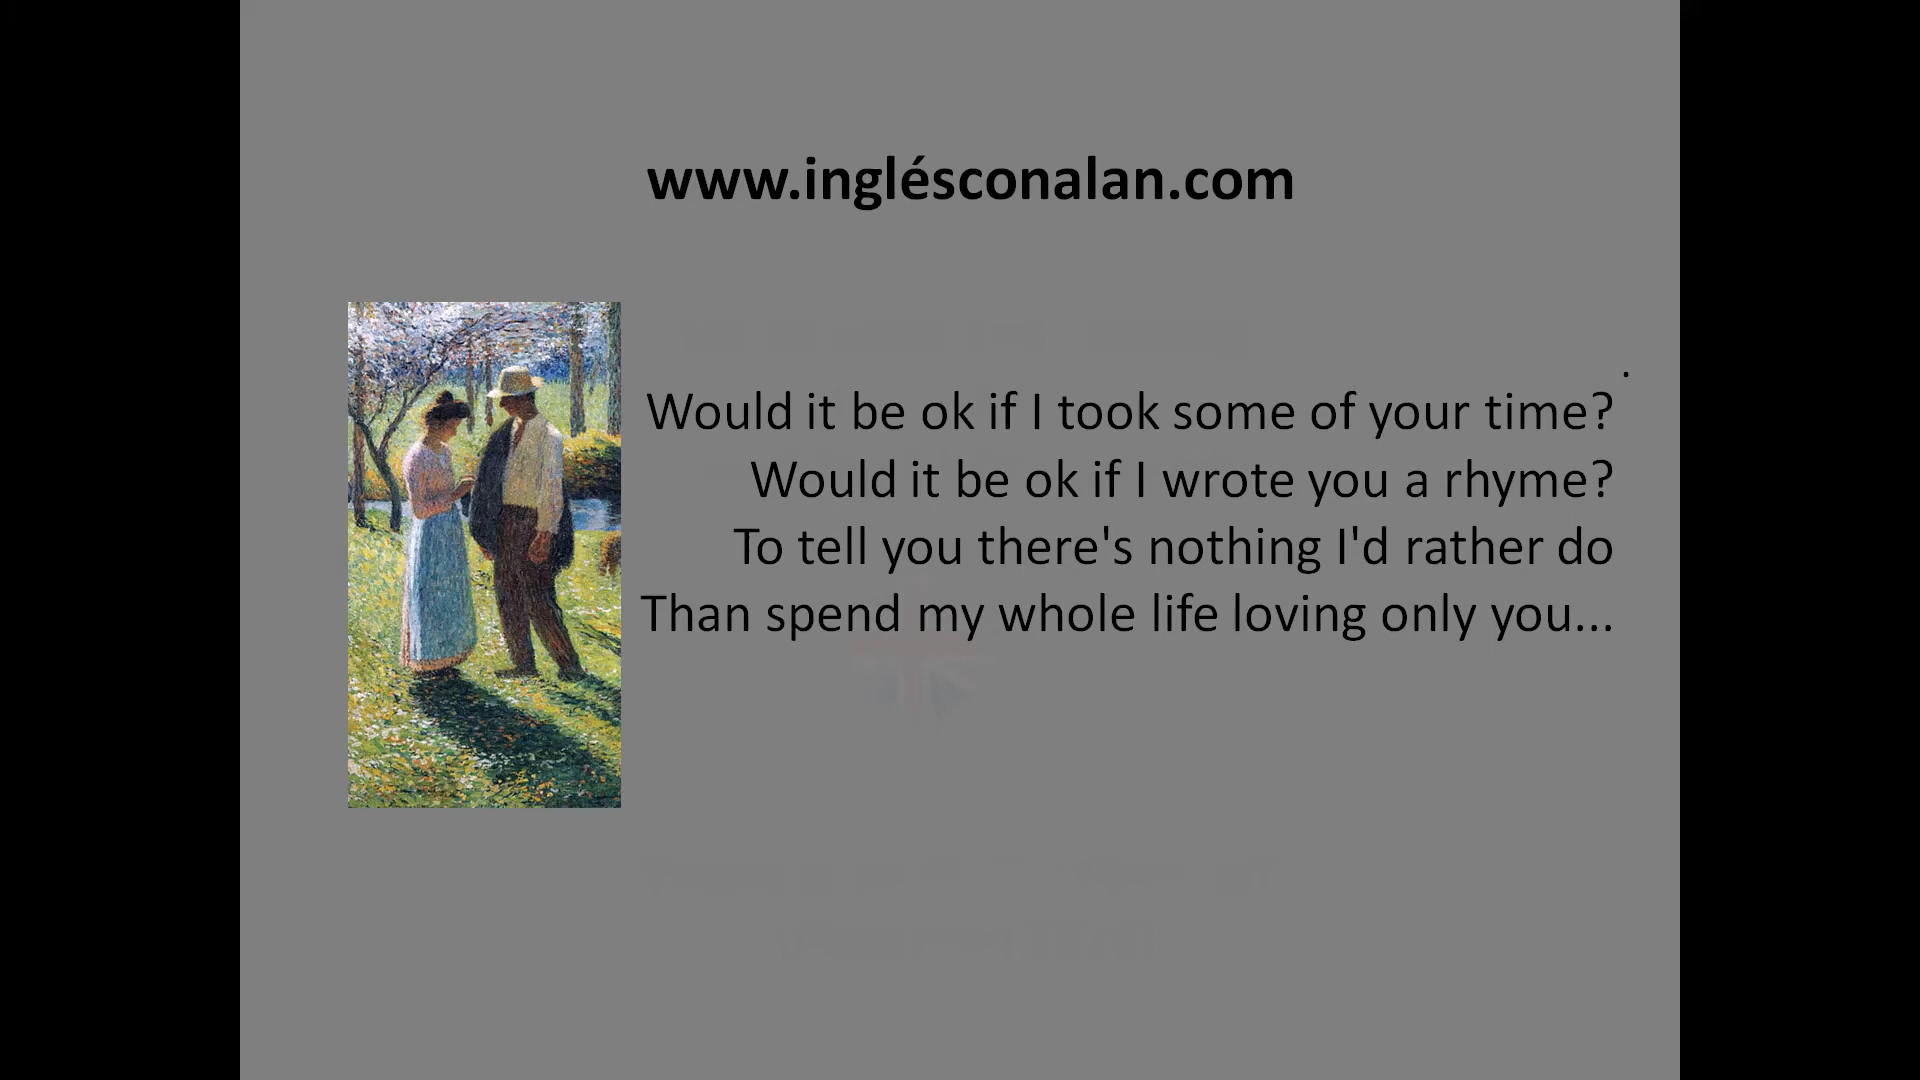 www.inglésconalan.com
.
Would it be ok if I took some of your time?
Would it be ok if I wrote you a rhyme?
To tell you there's nothing I'd rather do
Than spend my whole life loving only you...